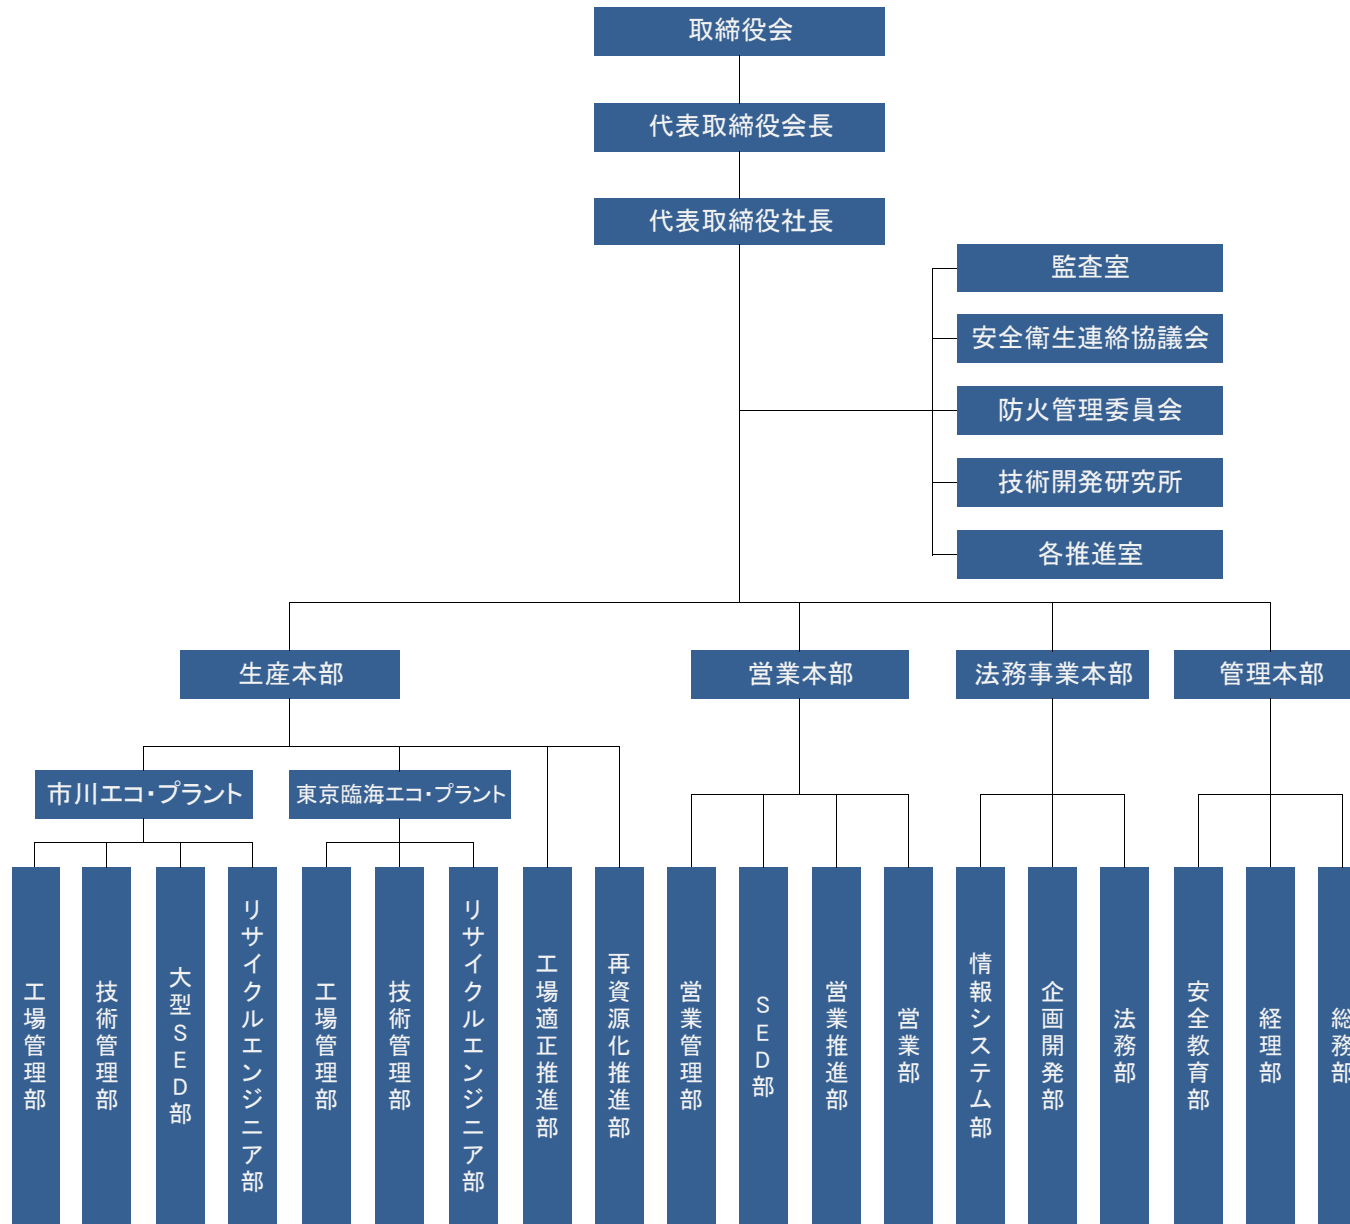 取締役会
代表取締役会長
代表取締役社長
監査室
安全衛生連絡協議会
防火管理委員会
技術開発研究所
各推進室
生産本部
営業本部
法務事業本部
管理本部
市川エコ・プラント
東京臨海エコ・プラント
工場管理部
技術管理部
大型SED部
リサイクルエンジニア部
工場管理部
技術管理部
リサイクルエンジニア部
工場適正推進部
再資源化推進部
営業管理部
SED部
営業推進部
営業部
情報システム部
企画開発部
法務部
安全教育部
経理部
総務部